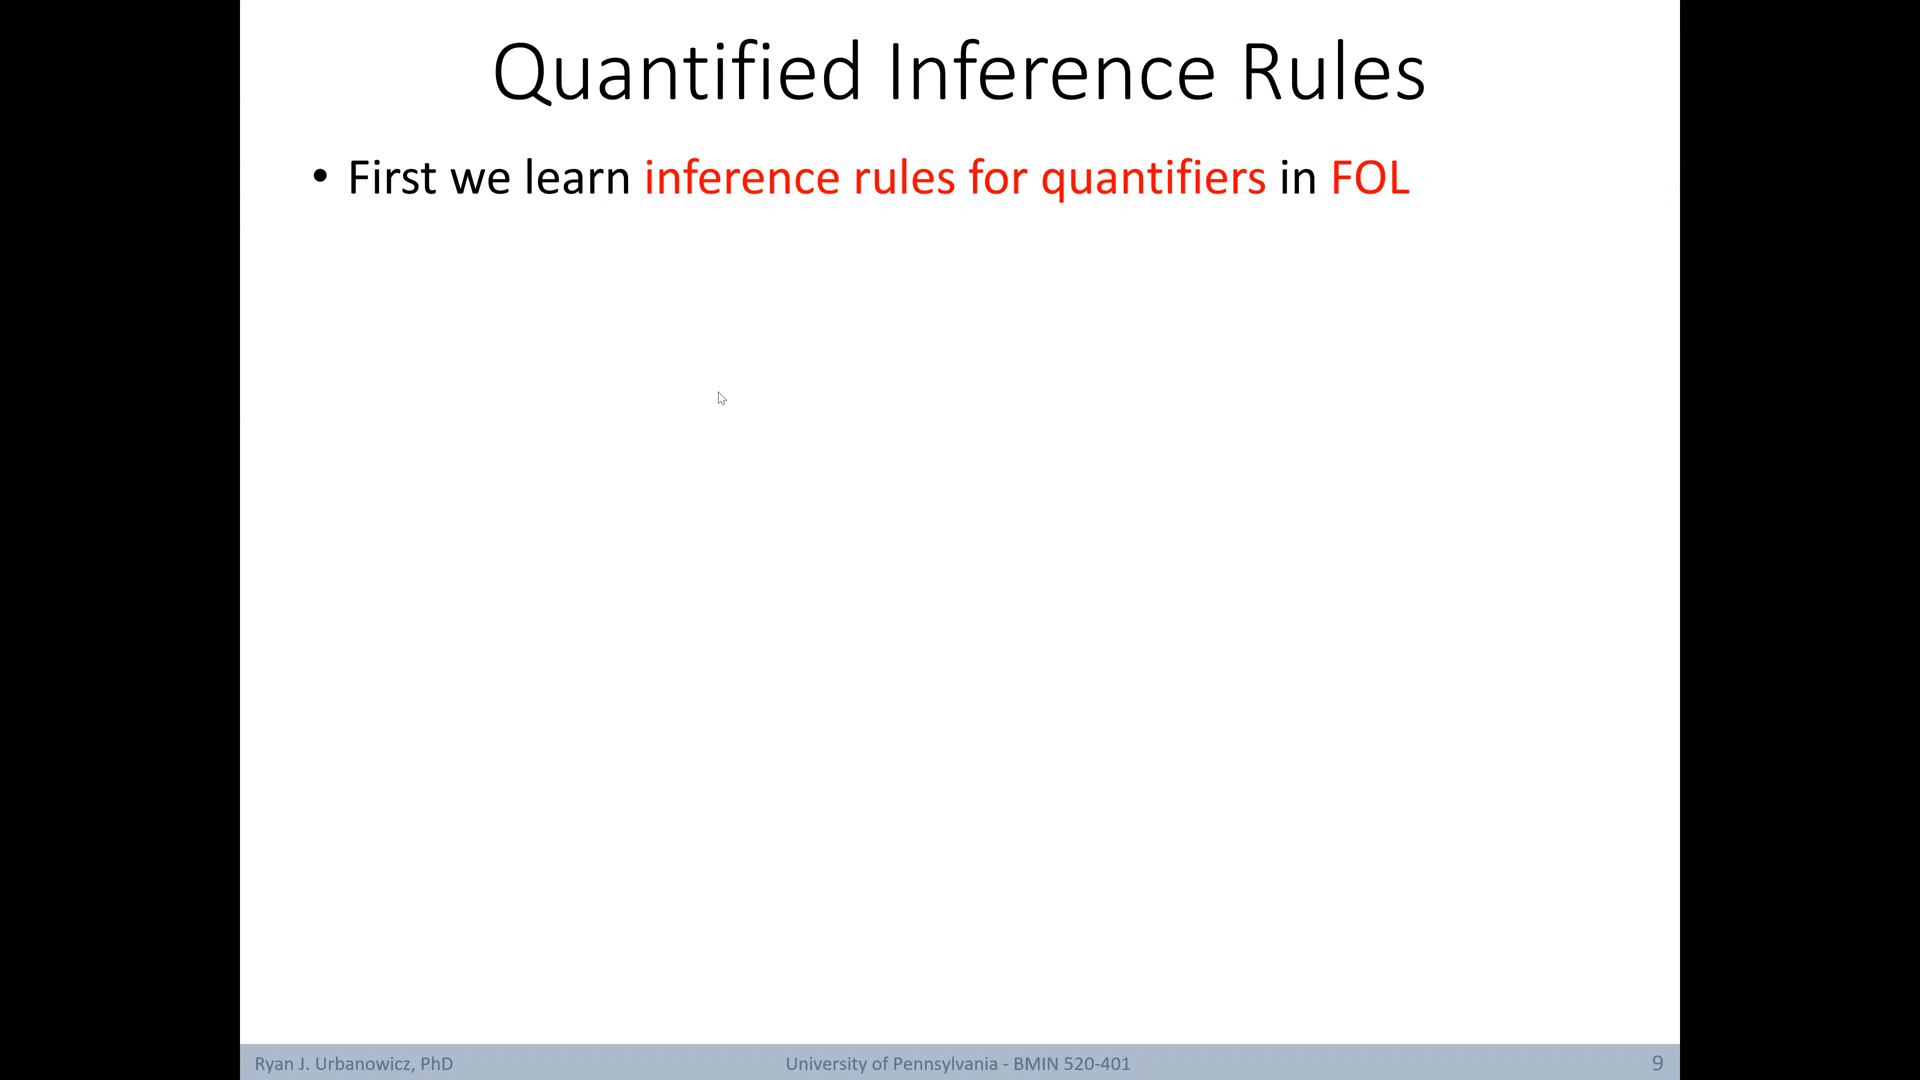 Quantified Inference Rules
• First we learn inference rules for quantifiers in FOL
Ryan J. Urbanowicz, PhD
University of Pennsylvania - BMIN 520-401
9